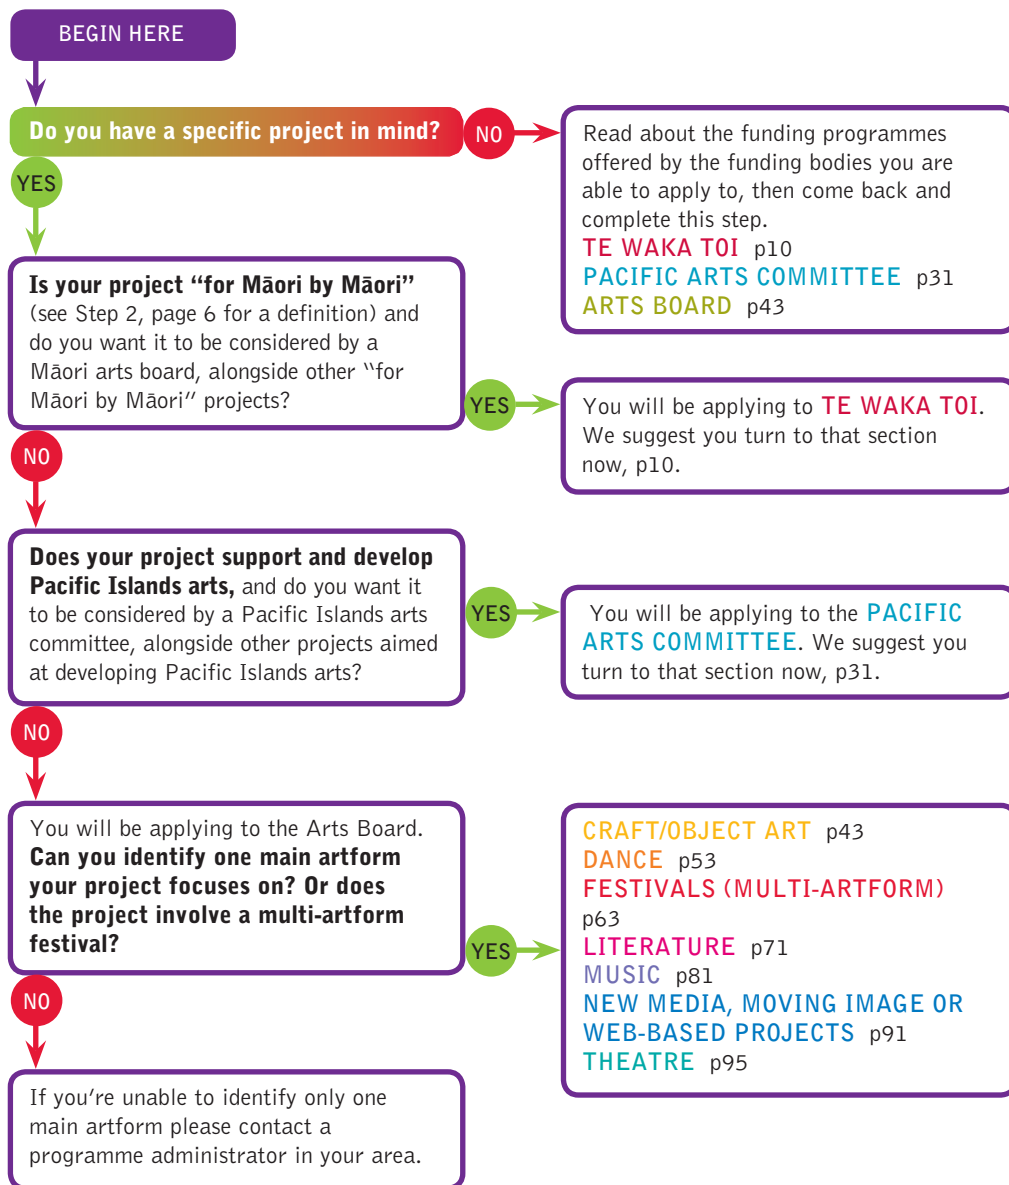 BEGIN HERE
Do you have a specific project in mind?
NO
Read about the funding programmes
offered by the funding bodies you are
able to apply to, then come back and
complete this step.
TE WAKA TOI p10
PACIFIC ARTS COMMITTEE p31
ARTS BOARD p43
YES
Is your project “for Māori by Māori”
(see Step 2, page 6 for a definition) and
do you want it to be considered by a
Māori arts board, alongside other “for
Māori by Māori” projects?
YES
You will be applying to TE WAKA TOI.
We suggest you turn to that section
now, p10.
NO
Does your project support and develop
Pacific Islands arts, and do you want it
to be considered by a Pacific Islands arts
committee, alongside other projects aimed
at developing Pacific Islands arts?
YES
You will be applying to the PACIFIC
ARTS COMMITTEE. We suggest you
turn to that section now, p31.
NO
You will be applying to the Arts Board.
Can you identify one main artform
your project focuses on? Or does
the project involve a multi-artform
festival?
YES
CRAFT/OBJECT ART p43
DANCE p53
FESTIVALS (MULTI-ARTFORM)
p63
LITERATURE p71
MUSIC p81
NEW MEDIA, MOVING IMAGE OR
WEB-BASED PROJECTS p91
THEATRE p95
NO
If you’re unable to identify only one
main artform please contact a
programme administrator in your area.